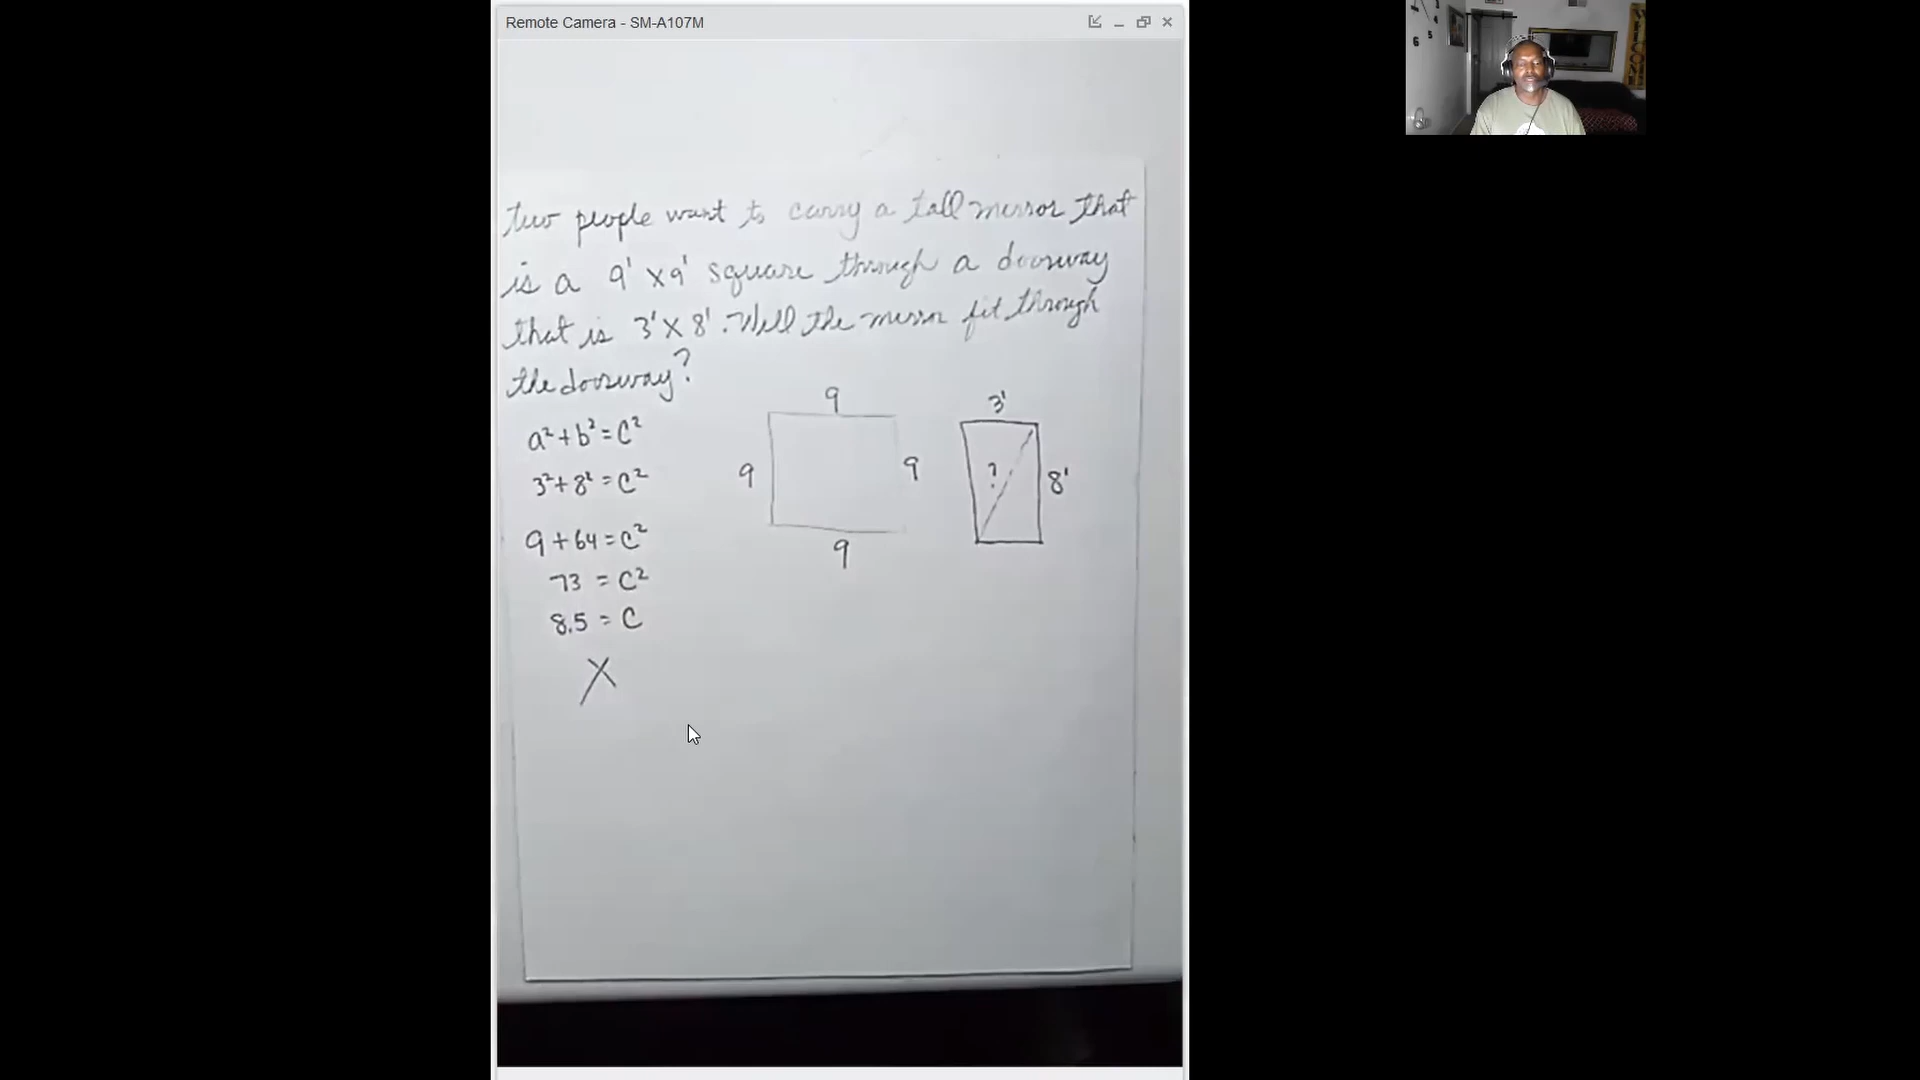 Remote Camera - SM-A107M
two people want to carry a tall mirror that
is a 9' x 9' square through a doorway
that is 3' x 8'. Will the mirror fit through
the doorway?
a² + b² = c²
3² + 8² = c²
9 + 64 = c²
73 = c²
8.5 = c
X
9
9
9
9
3'
?
8'
WELCOME